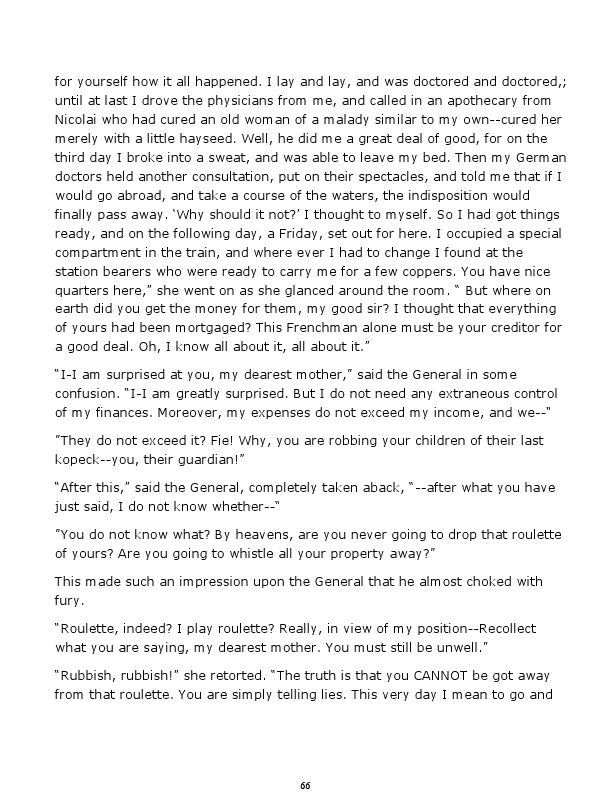 for yourself how it all happened. I lay and lay, and was doctored and doctored,;
until at last I drove the physicians from me, and called in an apothecary from
Nicolai who had cured an old woman of a malady similar to my own--cured her
merely with a little hayseed. Well, he did me a great deal of good, for on the
third day I broke into a sweat, and was able to leave my bed. Then my German
doctors held another consultation, put on their spectacles, and told me that if I
would go abroad, and take a course of the waters, the indisposition would
finally pass away. ‘Why should it not?’ I thought to myself. So I had got things
ready, and on the following day, a Friday, set out for here. I occupied a special
compartment in the train, and where ever I had to change I found at the
station bearers who were ready to carry me for a few coppers. You have nice
quarters here,” she went on as she glanced around the room. “ But where on
earth did you get the money for them, my good sir? I thought that everything
of yours had been mortgaged? This Frenchman alone must be your creditor for
a good deal. Oh, I know all about it, all about it.”
“I-I am surprised at you, my dearest mother,” said the General in some
confusion. “I-I am greatly surprised. But I do not need any extraneous control
of my finances. Moreover, my expenses do not exceed my income, and we--“
”They do not exceed it? Fie! Why, you are robbing your children of their last
kopeck--you, their guardian!”
“After this,” said the General, completely taken aback, “--after what you have
just said, I do not know whether--“
”You do not know what? By heavens, are you never going to drop that roulette
of yours? Are you going to whistle all your property away?”
This made such an impression upon the General that he almost choked with
fury.
“Roulette, indeed? I play roulette? Really, in view of my position--Recollect
what you are saying, my dearest mother. You must still be unwell.”
“Rubbish, rubbish!” she retorted. “The truth is that you CANNOT be got away
from that roulette. You are simply telling lies. This very day I mean to go and
66